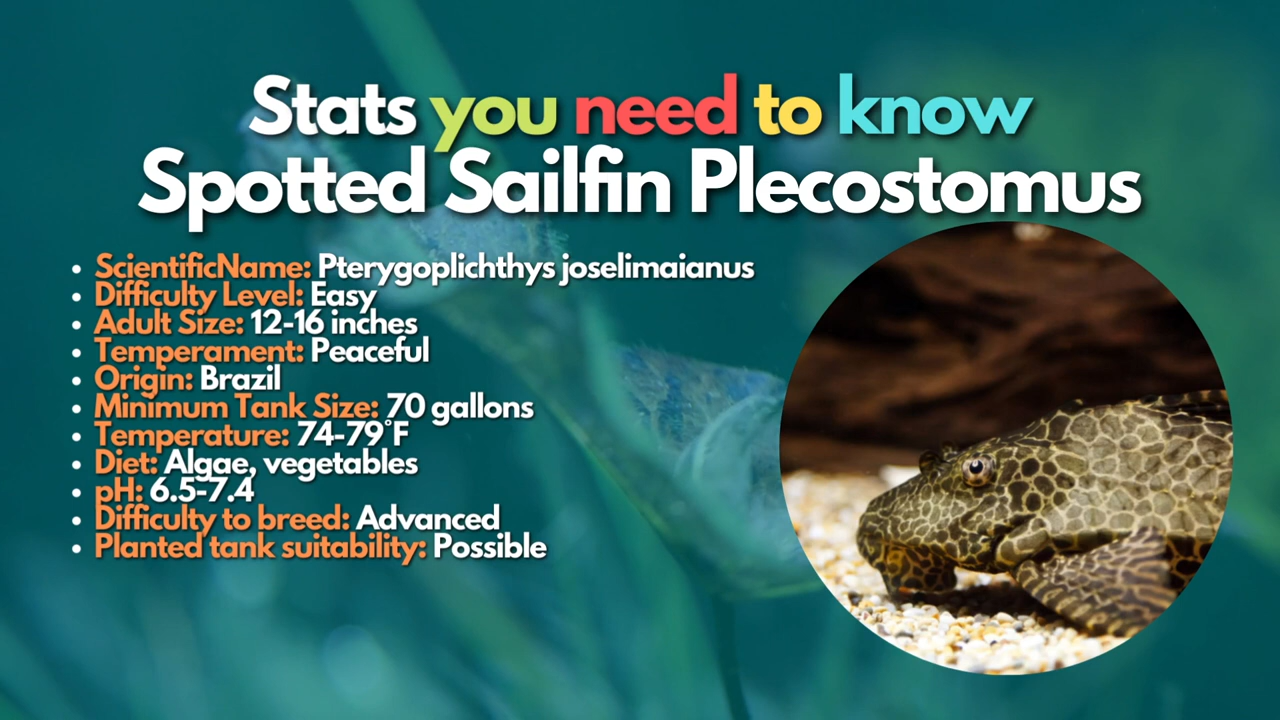 Stats you need to know
Spotted Sailfin Plecostomus
• ScientificName: Pterygoplichthys joselimaianus
• Difficulty Level: Easy
• Adult Size: 12-16 inches
• Temperament: Peaceful
• Origin: Brazil
• Minimum Tank Size: 70 gallons
• Temperature: 74-79°F
• Diet: Algae, vegetables
• pH: 6.5-7.4
• Difficulty to breed: Advanced
• Planted tank suitability: Possible